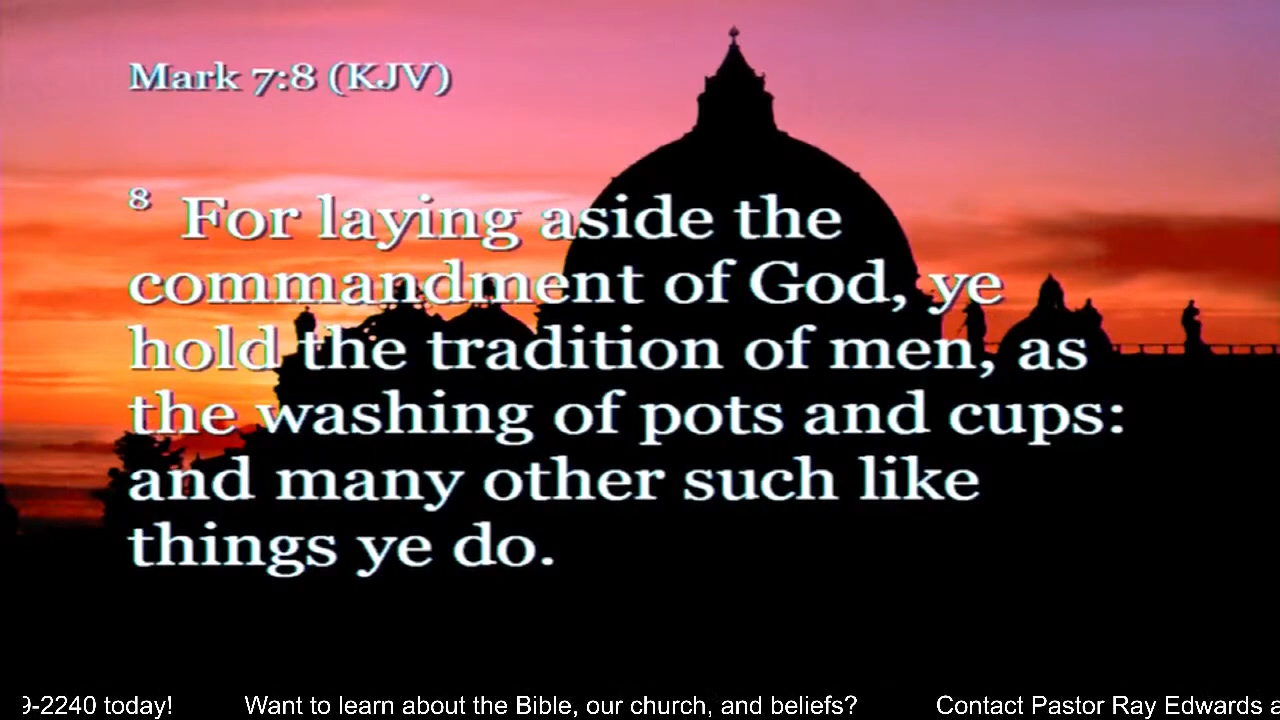 Mark 7:8 (KJV)
8 For laying aside the
commandment of God, ye
hold the tradition of men, as
the washing of pots and cups:
and many other such like
things ye do.
-2240 today! Want to learn about the Bible, our church, and beliefs? Contact Pastor Ray Edwards